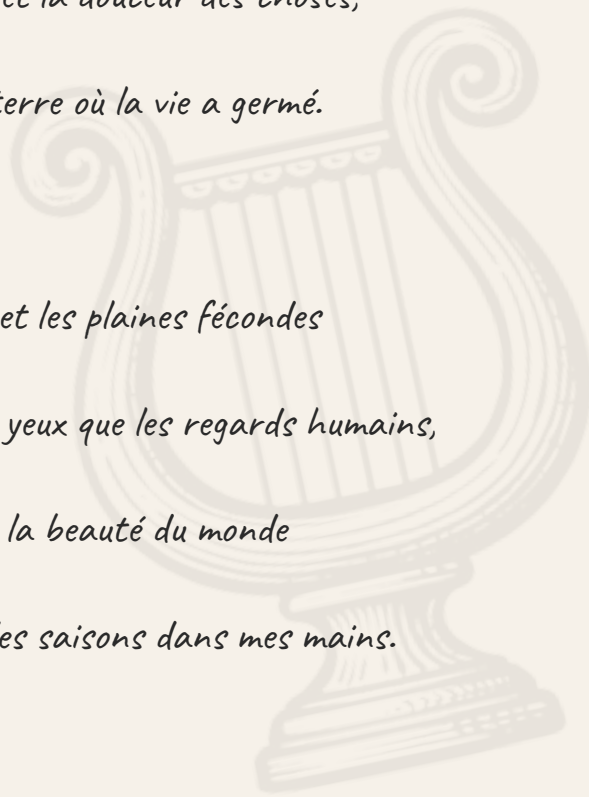 et la douceur des choses,
terre où la vie a germé.
et les plaines fécondes
yeux que les regards humains,
la beauté du monde
saisons dans mes mains.